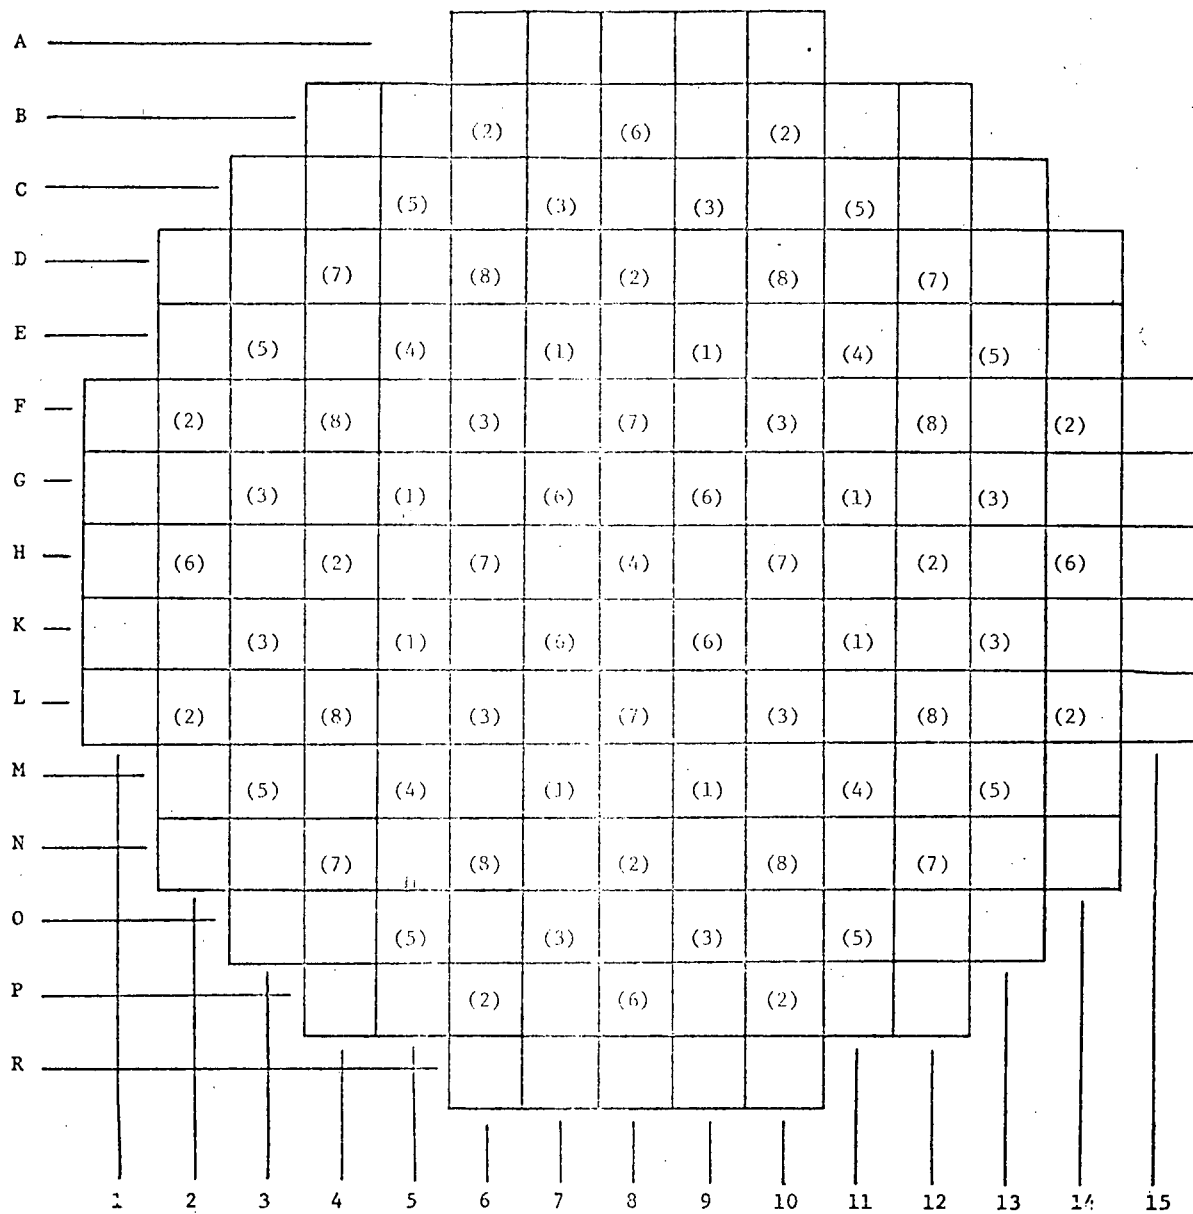 A
B (2) (6) (2)
C (5) (3) (3) (5)
D (7) (8) (2) (8) (7)
E (5) (4) (1) (1) (4) (5)
F (2) (8) (3) (7) (3) (8) (2)
G (3) (1) (6) (6) (1) (3)
H (6) (2) (7) (4) (7) (2) (6)
K (3) (1) (6) (6) (1) (3)
L (2) (8) (3) (7) (3) (8) (2)
M (5) (4) (1) (1) (4) (5)
N (7) (8) (2) (8) (7)
O (5) (3) (3) (5)
P (2) (6) (2)
R
1 2 3 4 5 6 7 8 9 10 11 12 13 14 15